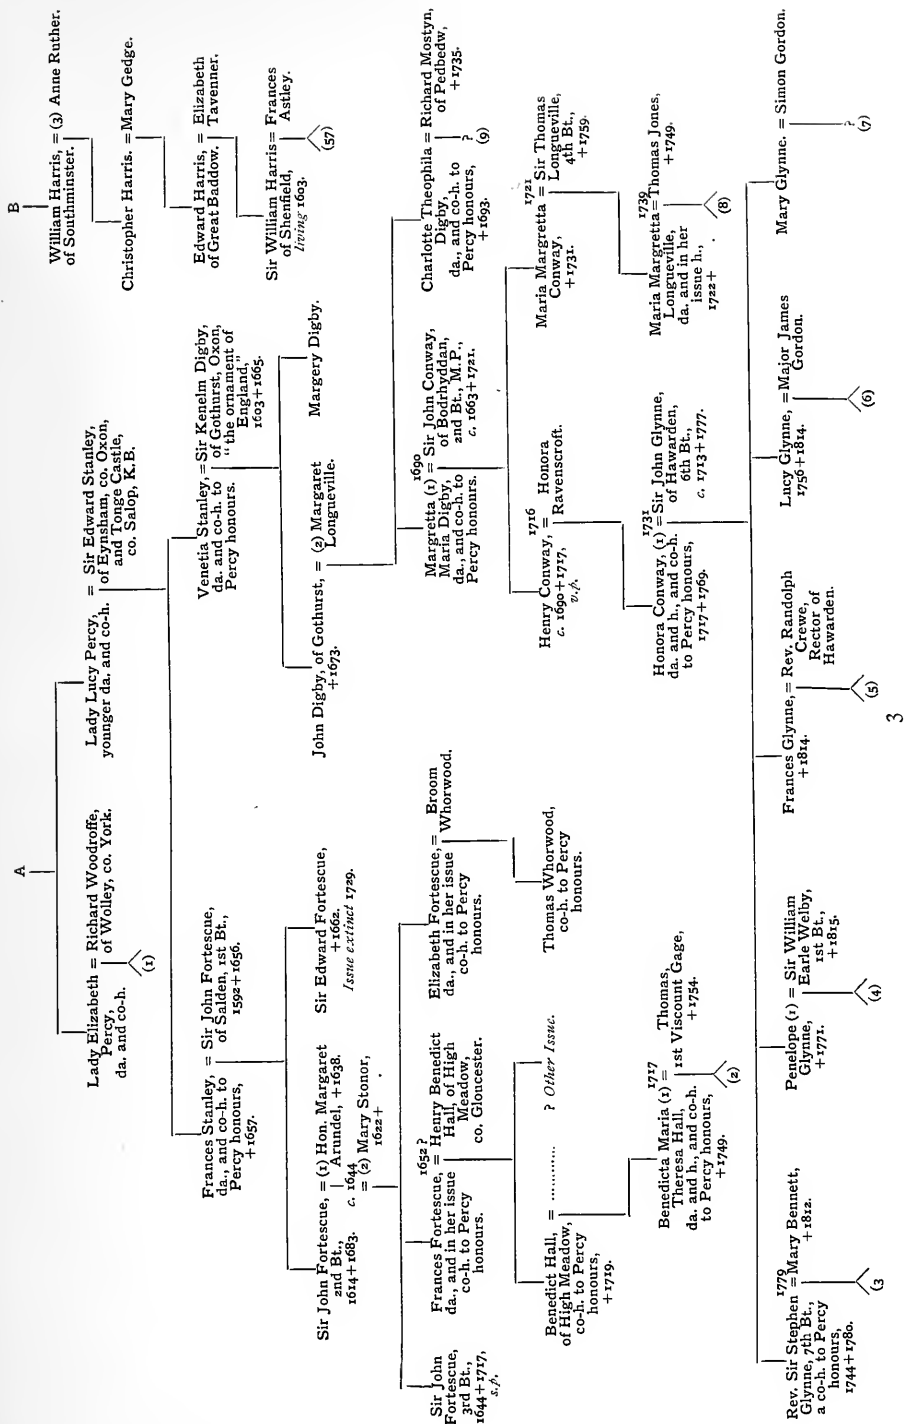 A
B
Lady Elizabeth = Richard Woodroffe,
Percy, of Wolley, co. York.
da. and co-h.
(1)
Lady Lucy Percy, = Sir Edward Stanley,
younger da. and co-h. of Eynsham, co. Oxon,
and Tonge Castle,
co. Salop, K.B.
William Harris, = (3) Anne Ruther.
of Southminster.
Christopher Harris. = Mary Gedge.
Edward Harris, = Elizabeth
of Great Baddow. Tavenner.
Sir William Harris = Frances
of Shenfield, Astley.
living 1603.
(57)
Frances Stanley, = Sir John Fortescue,
da., and co-h. to of Salden, 1st Bt.,
Percy honours, 1592+1656.
+1657.
Venetia Stanley, = Sir Kenelm Digby,
da. and co-h. to of Gothurst, Oxon,
Percy honours. "the ornament of
England,"
1603+1665.
Sir John Fortescue, = (1) Hon. Margaret
2nd Bt., Arundel, +1638.
1614+1683. c. 1644
= (2) Mary Stonor,
1622+
Sir Edward Fortescue,
+1662.
Issue extinct 1729.
John Digby, of Gothurst, = (2) Margaret
+1673. Longueville.
Margery Digby.
Sir John
Fortescue,
3rd Bt.,
1644+1717,
s.p.
1652?
Frances Fortescue, = Henry Benedict
da., and in her issue Hall, of High
co-h. to Percy Meadow,
honours. co. Gloucester.
Elizabeth Fortescue, = Broom
da., and in her issue Whorwood.
co-h. to Percy
honours.
1690
Margretta (1) = Sir John Conway,
Maria Digby, of Bodrhyddan,
da., and co-h. to 2nd Bt., M.P.,
Percy honours. c. 1663+1721.
Charlotte Theophila = Richard Mostyn,
Digby, of Pedbedw,
da., and co-h. to +1735.
Percy honours, ?
+1693. (9)
Benedict Hall, = ............
of High Meadow,
co-h. to Percy
honours,
+1719.
? Other Issue.
Thomas Whorwood,
co-h. to Percy
honours.
1716
Henry Conway, = Honora
c. 1690+1717, Ravenscroft.
v.p.
1721
Maria Margretta = Sir Thomas
Conway, Longueville,
+1731. 4th Bt.,
+1759.
1717
Benedicta Maria (1) = Thomas,
Theresa Hall, 1st Viscount Gage,
da. and h., and co-h. +1754.
to Percy honours,
+1749.
(2)
1731
Honora Conway, (1) = Sir John Glynne,
da. and h., and co-h. of Hawarden,
to Percy honours, 6th Bt.,
1717+1769. c. 1713+1777.
1739
Maria Margretta = Thomas Jones,
Longueville, +1749.
da. and in her
issue h.,
1722+
(8)
1779
Rev. Sir Stephen = Mary Bennett,
Glynne, 7th Bt., +1812.
a co-h. to Percy
honours,
1744+1780.
(3
Penelope (1) = Sir William
Glynne, Earle Welby,
+1771. 1st Bt.,
+1815.
(4)
Frances Glynne, = Rev. Randolph
+1814. Crewe,
Rector of
Hawarden.
(5)
Lucy Glynne, = Major James
1756+1814. Gordon.
(6)
Mary Glynne. = Simon Gordon.
?
(7)
3